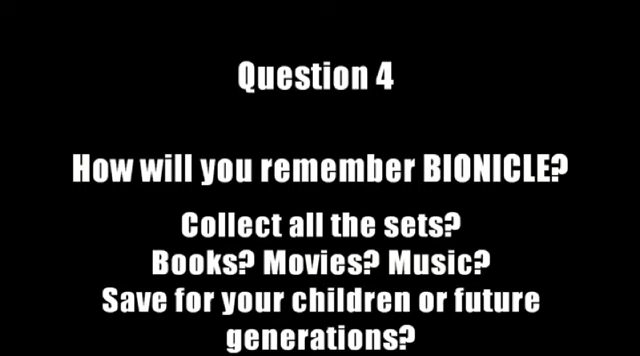 Question 4
How will you remember BIONICLE?
Collect all the sets?
Books? Movies? Music?
Save for your children or future
generations?